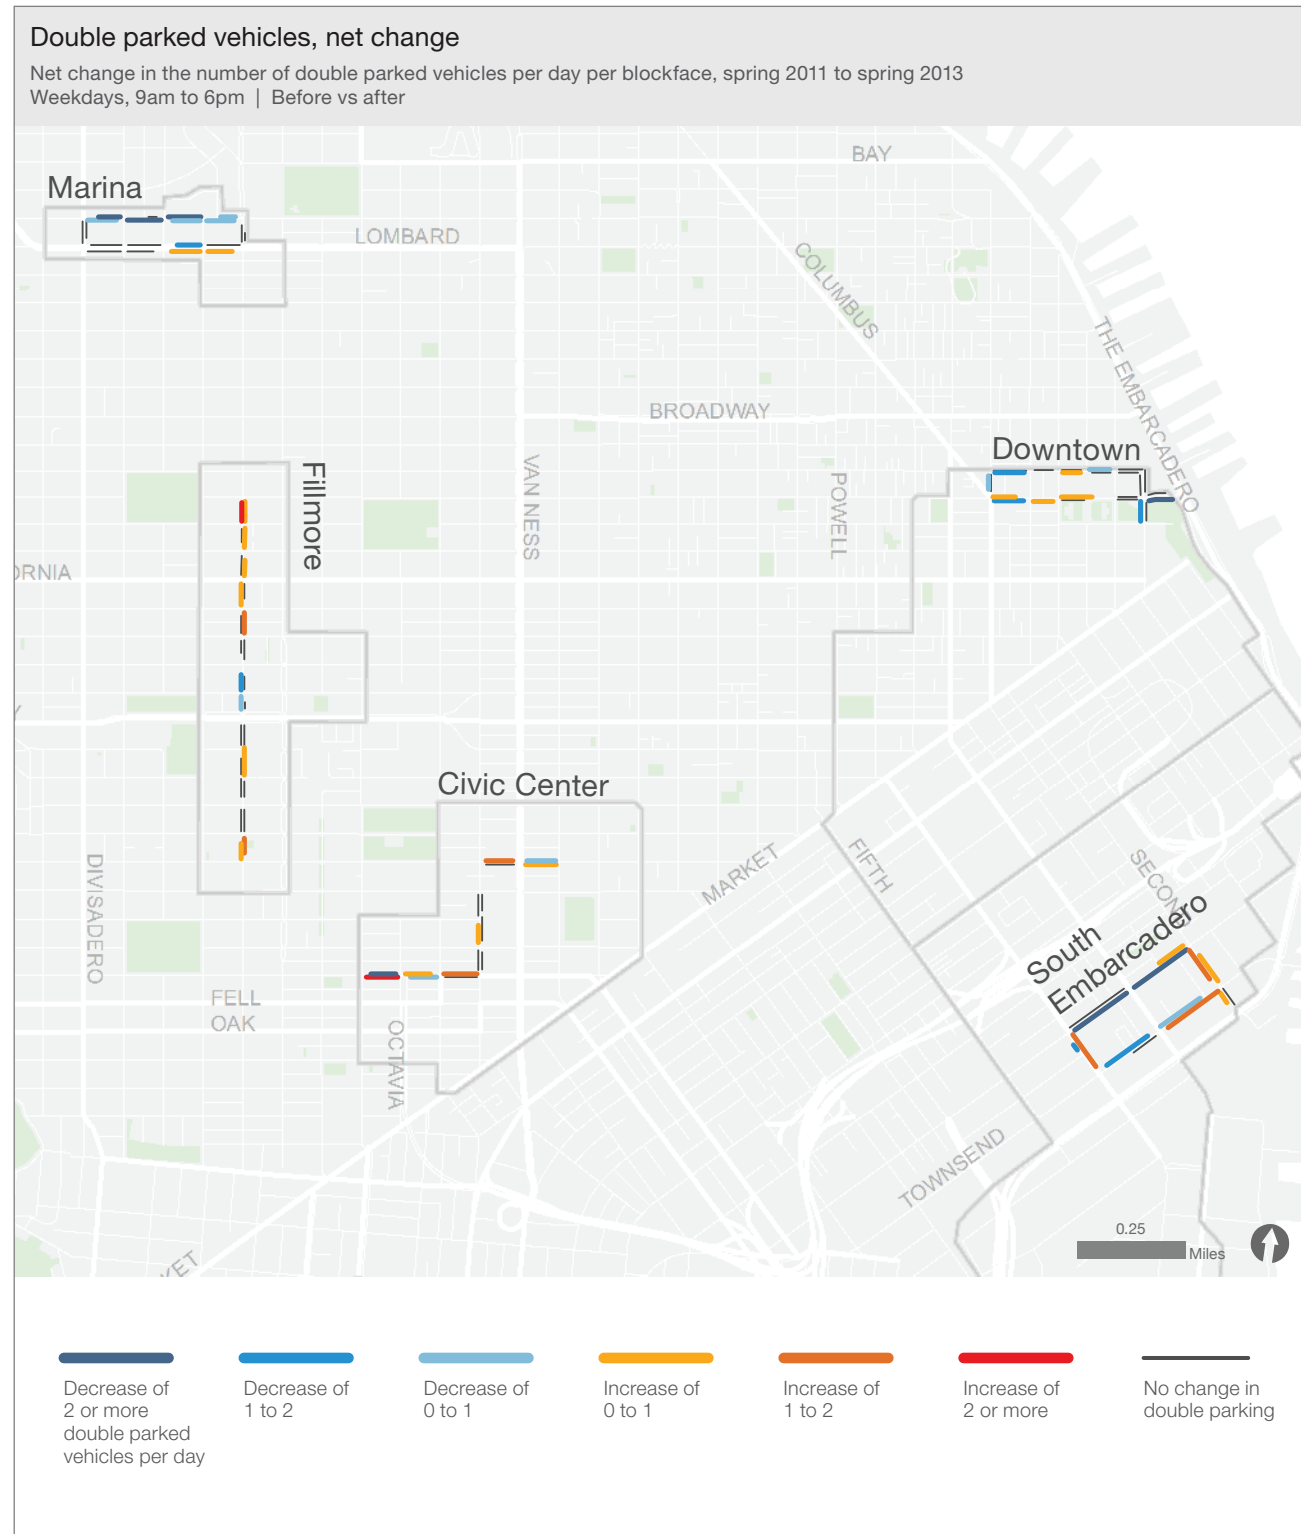 Double parked vehicles, net change
Net change in the number of double parked vehicles per day per blockface, spring 2011 to spring 2013
Weekdays, 9am to 6pm | Before vs after
BAY
Marina
LOMBARD
COLUMBUS
THE EMBARCADERO
BROADWAY
Downtown
Fillmore
VAN NESS
POWELL
ORNIA
Civic Center
MARKET
FIFTH
SECOND
DIVISADERO
South
Embarcadero
FELL
OAK
OCTAVIA
TOWNSEND
KET
0.25
Miles
Decrease of
2 or more
double parked
vehicles per day
Decrease of
1 to 2
Decrease of
0 to 1
Increase of
0 to 1
Increase of
1 to 2
Increase of
2 or more
No change in
double parking